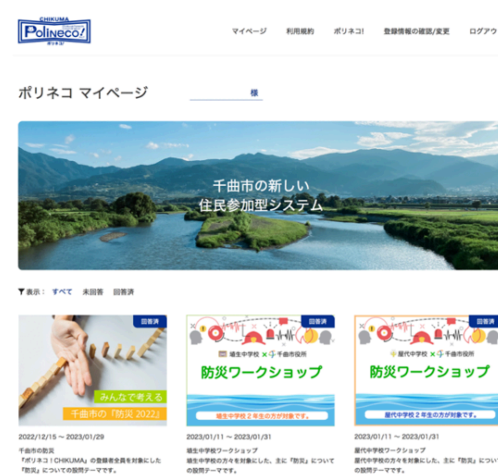 CHIKUMA
Polineco!
ポリネコ!
マイページ 利用規約 ポリネコ! 登録情報の確認/変更 ログアウ
ポリネコ マイページ 様
千曲市の新しい
住民参加型システム
表示： すべて 未回答 回答済
回答済
みんなで考える
千曲市の『防災 2022』
2022/12/15 ～ 2023/01/29
千曲市の防災
『ポリネコ！CHIKUMA』の登録者全員を対象にした
『防災』についての設問テーマです。
回答済
埴生中学校 × 千曲市役所
防災ワークショップ
埴生中学校２年生の方が対象です。
2023/01/11 ～ 2023/01/31
埴生中学校ワークショップ
埴生中学校の方々を対象にした、主に『防災』について
の設問テーマです。
回答済
屋代中学校 × 千曲市役所
防災ワークショップ
屋代中学校２年生の方が対象です。
2023/01/11 ～ 2023/01/31
屋代中学校ワークショップ
屋代中学校の方々を対象にした、主に『防災』について
の設問テーマです。